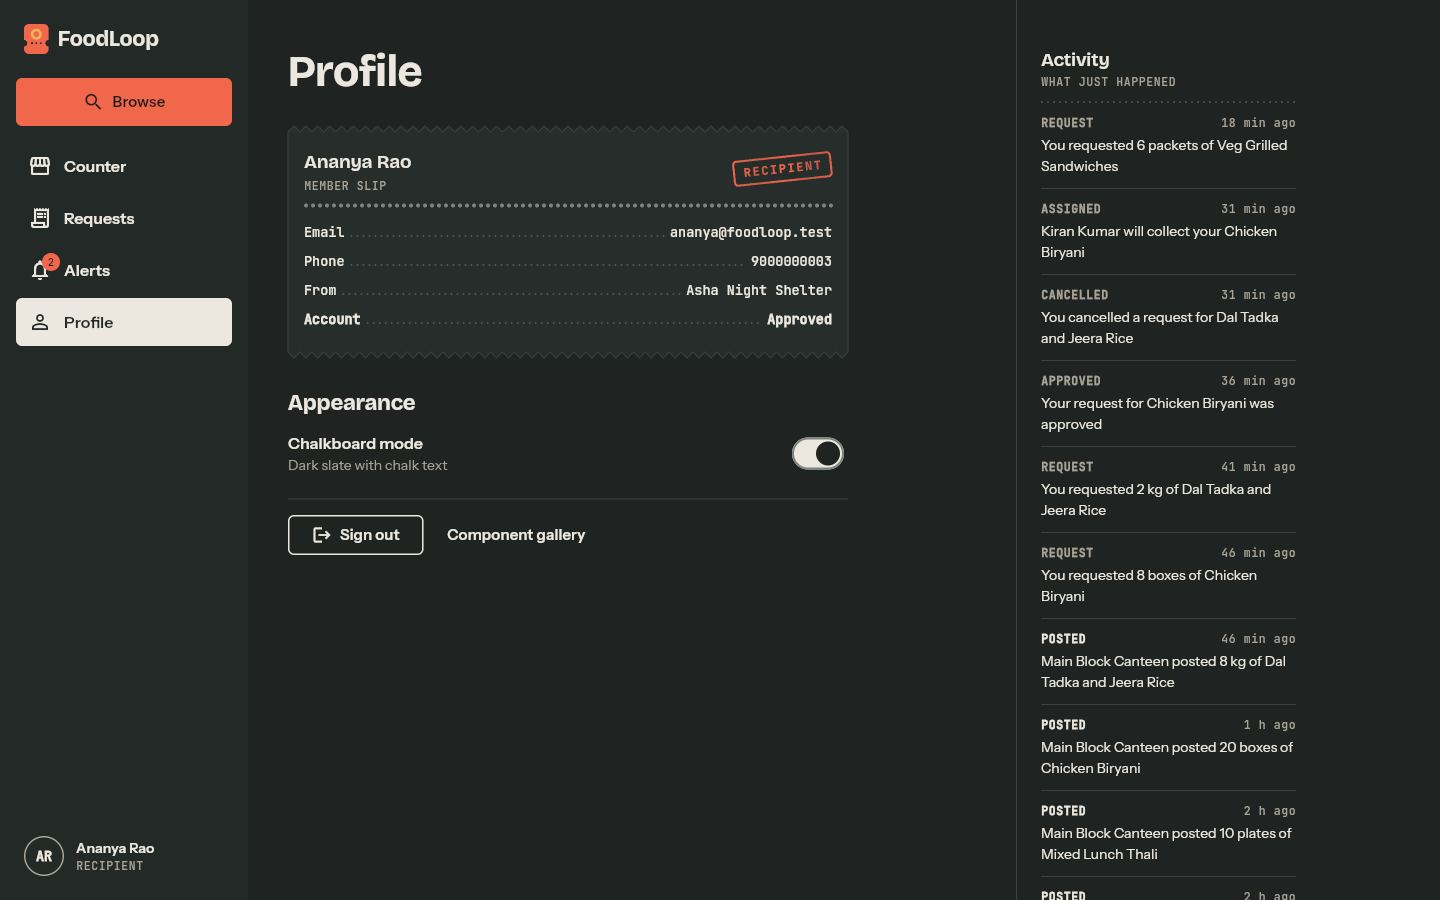 FoodLoop
Browse
Counter
Requests
2
Alerts
Profile
AR
Ananya Rao
RECIPIENT
Profile
Ananya Rao
MEMBER SLIP
RECIPIENT
Email ananya@foodloop.test
Phone 9000000003
From Asha Night Shelter
Account Approved
Appearance
Chalkboard mode
Dark slate with chalk text
Sign out
Component gallery
Activity
WHAT JUST HAPPENED
REQUEST 18 min ago
You requested 6 packets of Veg Grilled
Sandwiches
ASSIGNED 31 min ago
Kiran Kumar will collect your Chicken
Biryani
CANCELLED 31 min ago
You cancelled a request for Dal Tadka
and Jeera Rice
APPROVED 36 min ago
Your request for Chicken Biryani was
approved
REQUEST 41 min ago
You requested 2 kg of Dal Tadka and
Jeera Rice
REQUEST 46 min ago
You requested 8 boxes of Chicken
Biryani
POSTED 46 min ago
Main Block Canteen posted 8 kg of Dal
Tadka and Jeera Rice
POSTED 1 h ago
Main Block Canteen posted 20 boxes of
Chicken Biryani
POSTED 2 h ago
Main Block Canteen posted 10 plates of
Mixed Lunch Thali
POSTED 2 h ago